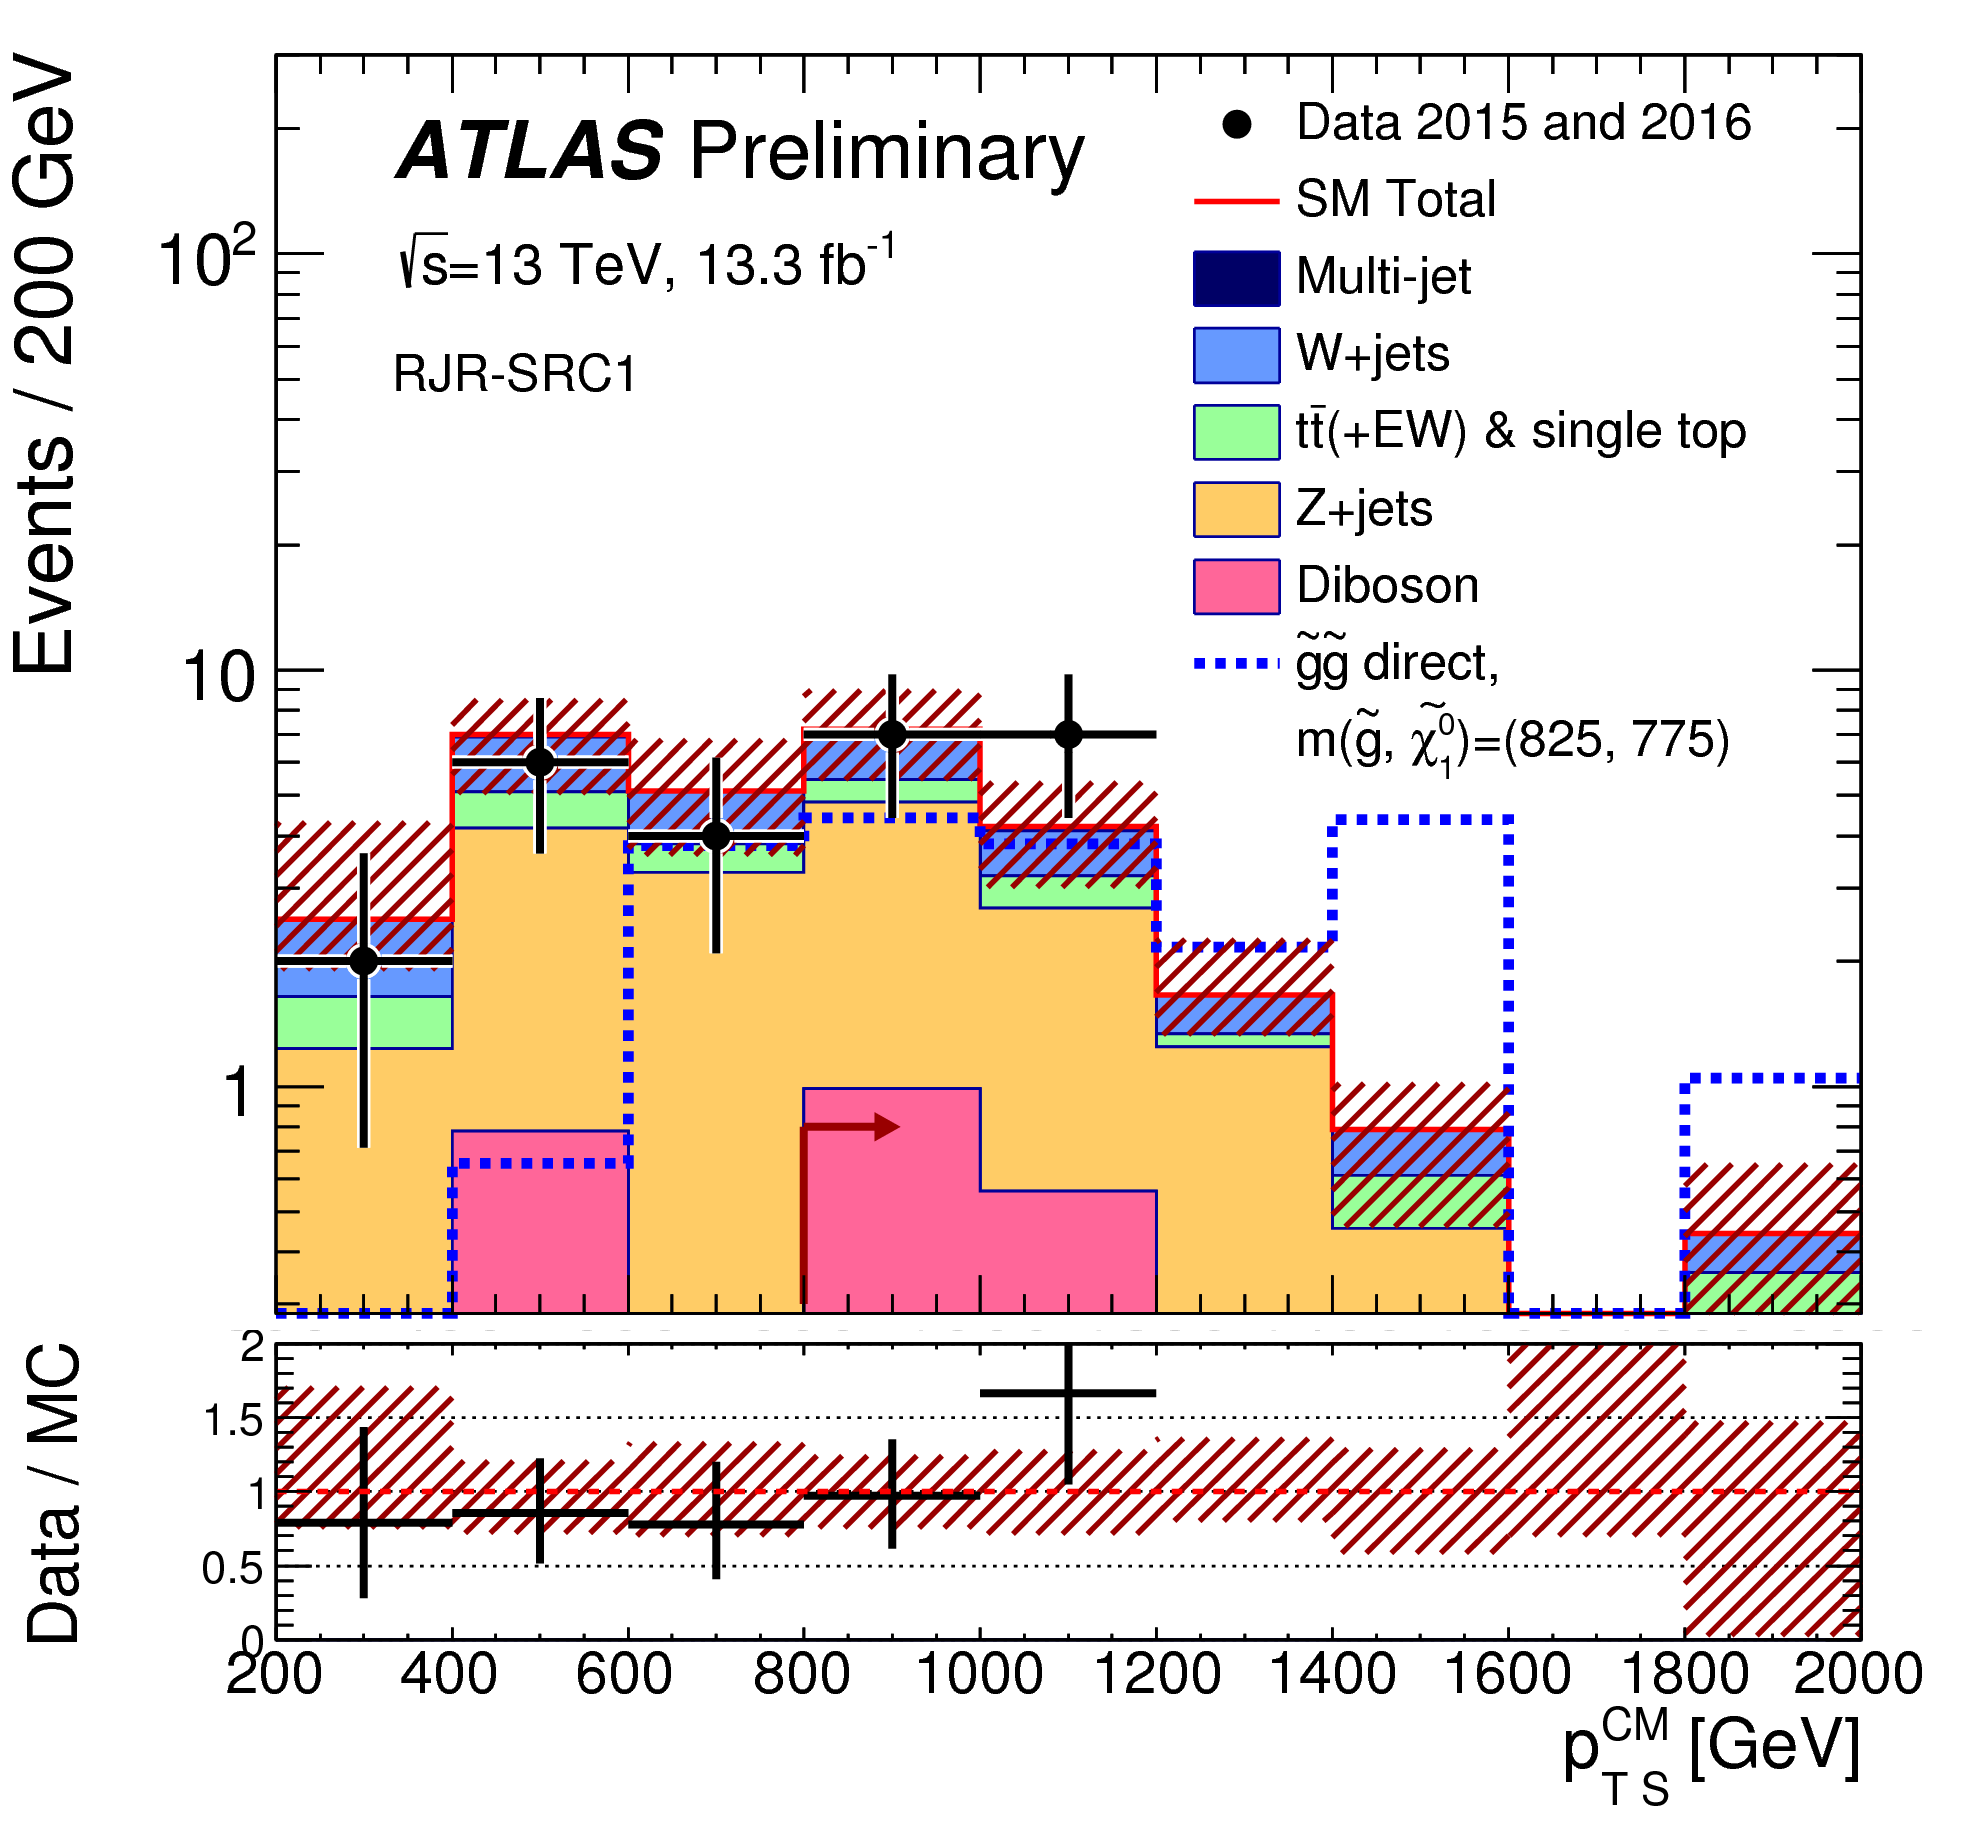 Events / 200 GeV
10²
10
1
ATLAS Preliminary
√s=13 TeV, 13.3 fb⁻¹
RJR-SRC1
Data 2015 and 2016
SM Total
Multi-jet
W+jets
tt̄(+EW) & single top
Z+jets
Diboson
g̃g̃ direct,
m(g̃, χ̃⁰₁)=(825, 775)
Data / MC
2
1.5
1
0.5
0
200 400 600 800 1000 1200 1400 1600 1800 2000
p_{T S}^{CM} [GeV]